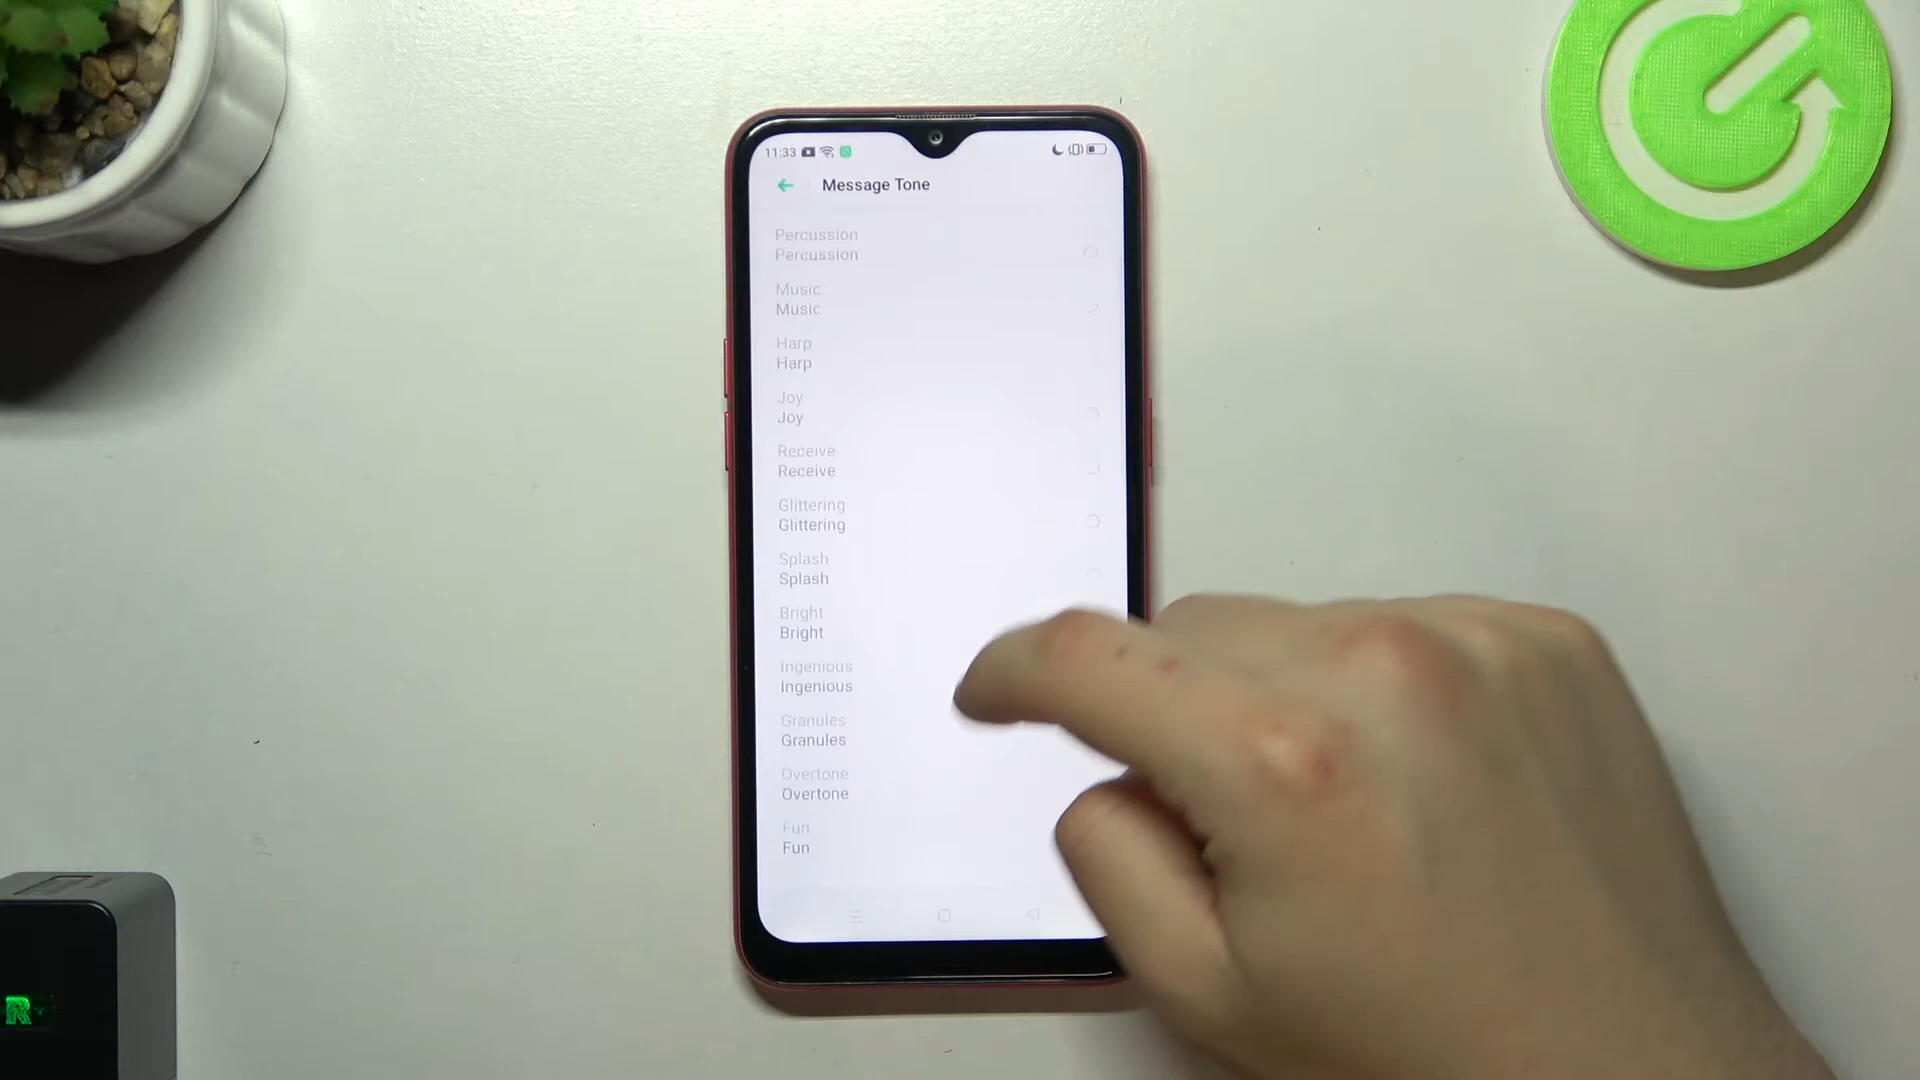 11:33
Message Tone
Percussion
Percussion
Music
Music
Harp
Harp
Joy
Joy
Receive
Receive
Glittering
Glittering
Splash
Splash
Bright
Bright
Ingenious
Ingenious
Granules
Granules
Overtone
Overtone
Fun
Fun
R